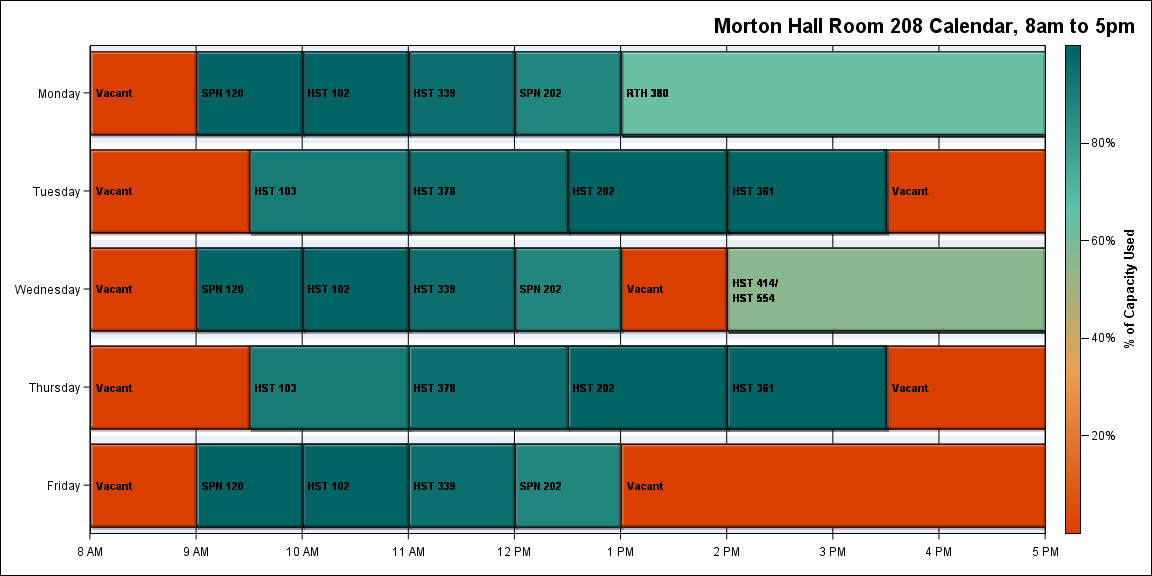 Morton Hall Room 208 Calendar, 8am to 5pm
Monday
Vacant
SPN 120
HST 102
HST 339
SPN 202
RTH 380
Tuesday
Vacant
HST 103
HST 378
HST 202
HST 361
Vacant
Wednesday
Vacant
SPN 120
HST 102
HST 339
SPN 202
Vacant
HST 414/
HST 554
Thursday
Vacant
HST 103
HST 378
HST 202
HST 361
Vacant
Friday
Vacant
SPN 120
HST 102
HST 339
SPN 202
Vacant
8 AM
9 AM
10 AM
11 AM
12 PM
1 PM
2 PM
3 PM
4 PM
5 PM
80%
60%
40%
20%
% of Capacity Used